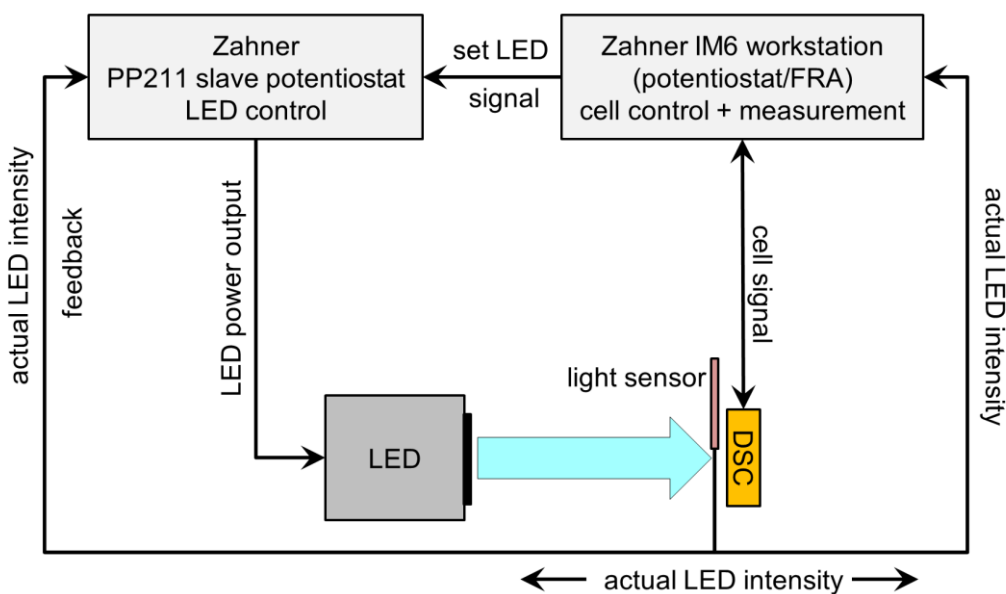 Zahner
PP211 slave potentiostat
LED control
set LED
signal
Zahner IM6 workstation
(potentiostat/FRA)
cell control + measurement
actual LED intensity
feedback
LED power output
cell signal
actual LED intensity
light sensor
LED
DSC
actual LED intensity